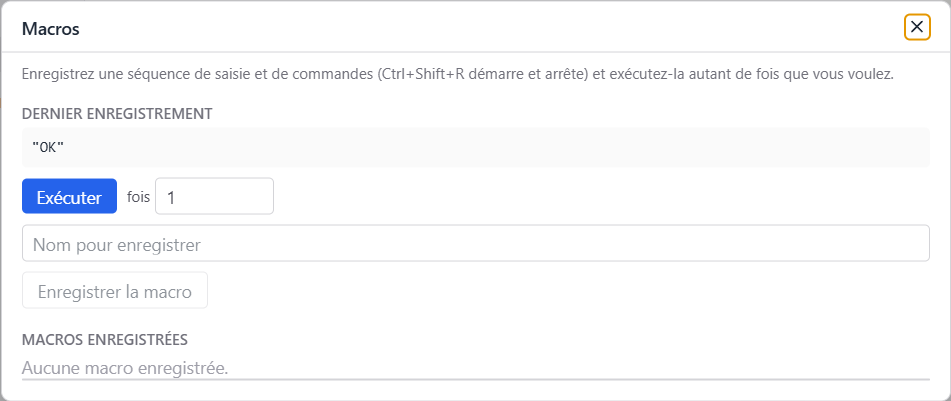 Macros
Enregistrez une séquence de saisie et de commandes (Ctrl+Shift+R démarre et arrête) et exécutez-la autant de fois que vous voulez.
DERNIER ENREGISTREMENT
"OK"
Exécuter fois 1
Nom pour enregistrer
Enregistrer la macro
MACROS ENREGISTRÉES
Aucune macro enregistrée.